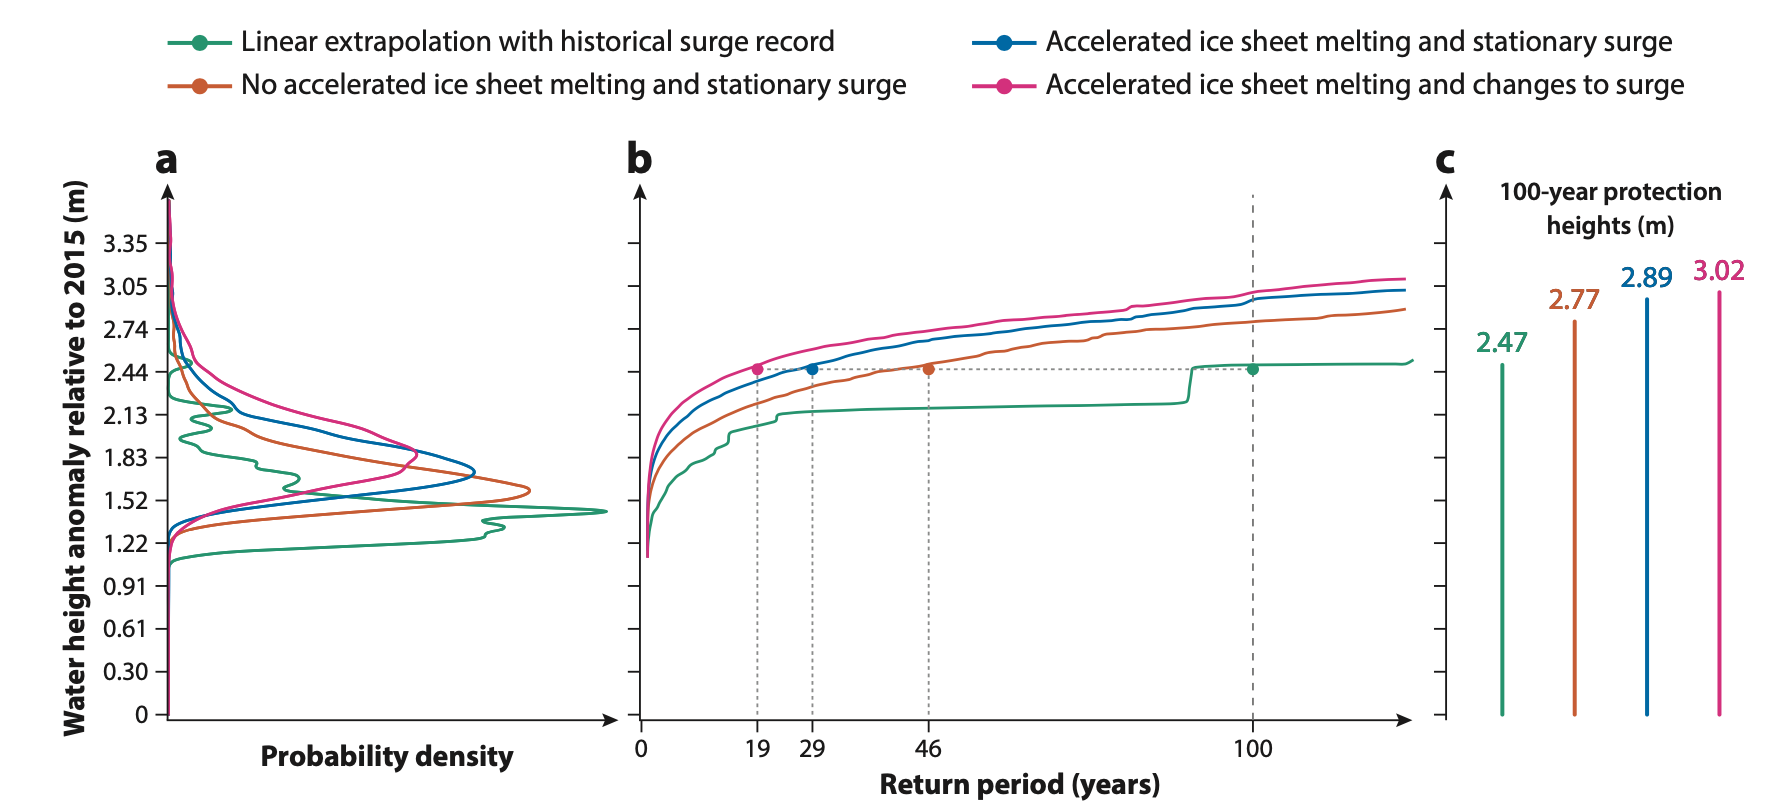 Linear extrapolation with historical surge record
No accelerated ice sheet melting and stationary surge
Accelerated ice sheet melting and stationary surge
Accelerated ice sheet melting and changes to surge
a
Water height anomaly relative to 2015 (m)
3.35
3.05
2.74
2.44
2.13
1.83
1.52
1.22
0.91
0.61
0.30
0
Probability density
b
0
19
29
46
100
Return period (years)
c
100-year protection
heights (m)
2.47
2.77
2.89
3.02